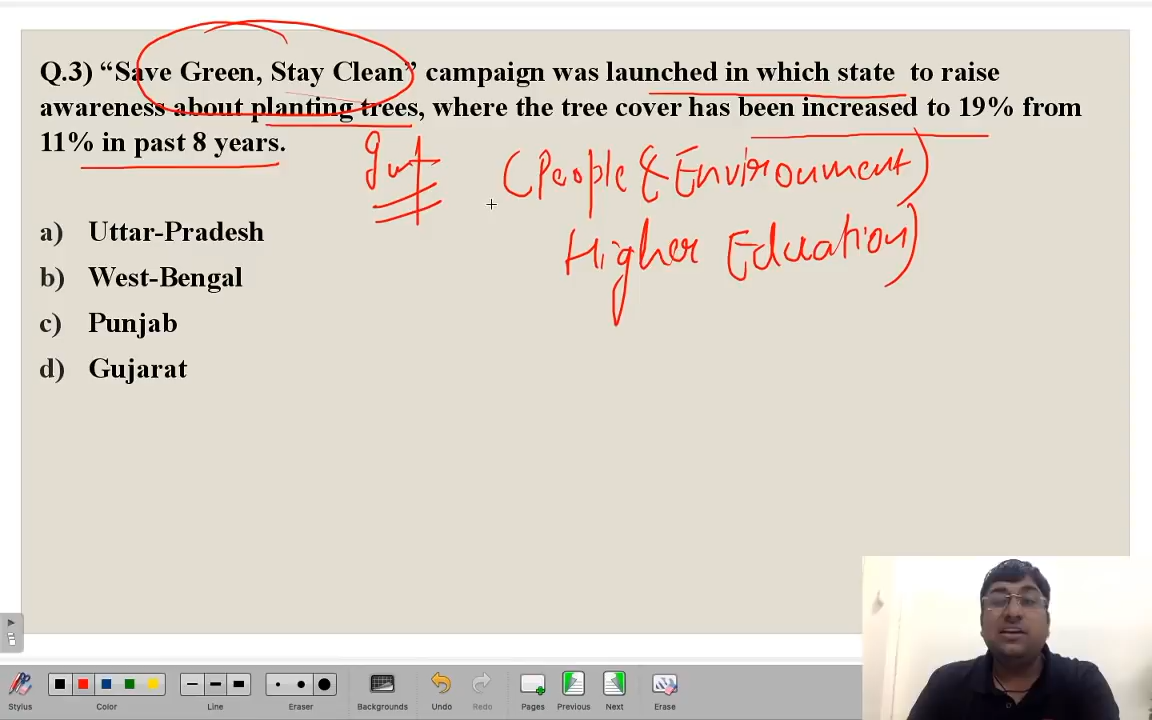 Q.3) “Save Green, Stay Clean” campaign was launched in which state to raise
awareness about planting trees, where the tree cover has been increased to 19% from
11% in past 8 years.
(People & Environment)
Higher Eduation)
a) Uttar-Pradesh
b) West-Bengal
c) Punjab
d) Gujarat
Stylus
Color
Line
Eraser
Backgrounds
Undo
Redo
Pages
Previous
Next
Erase